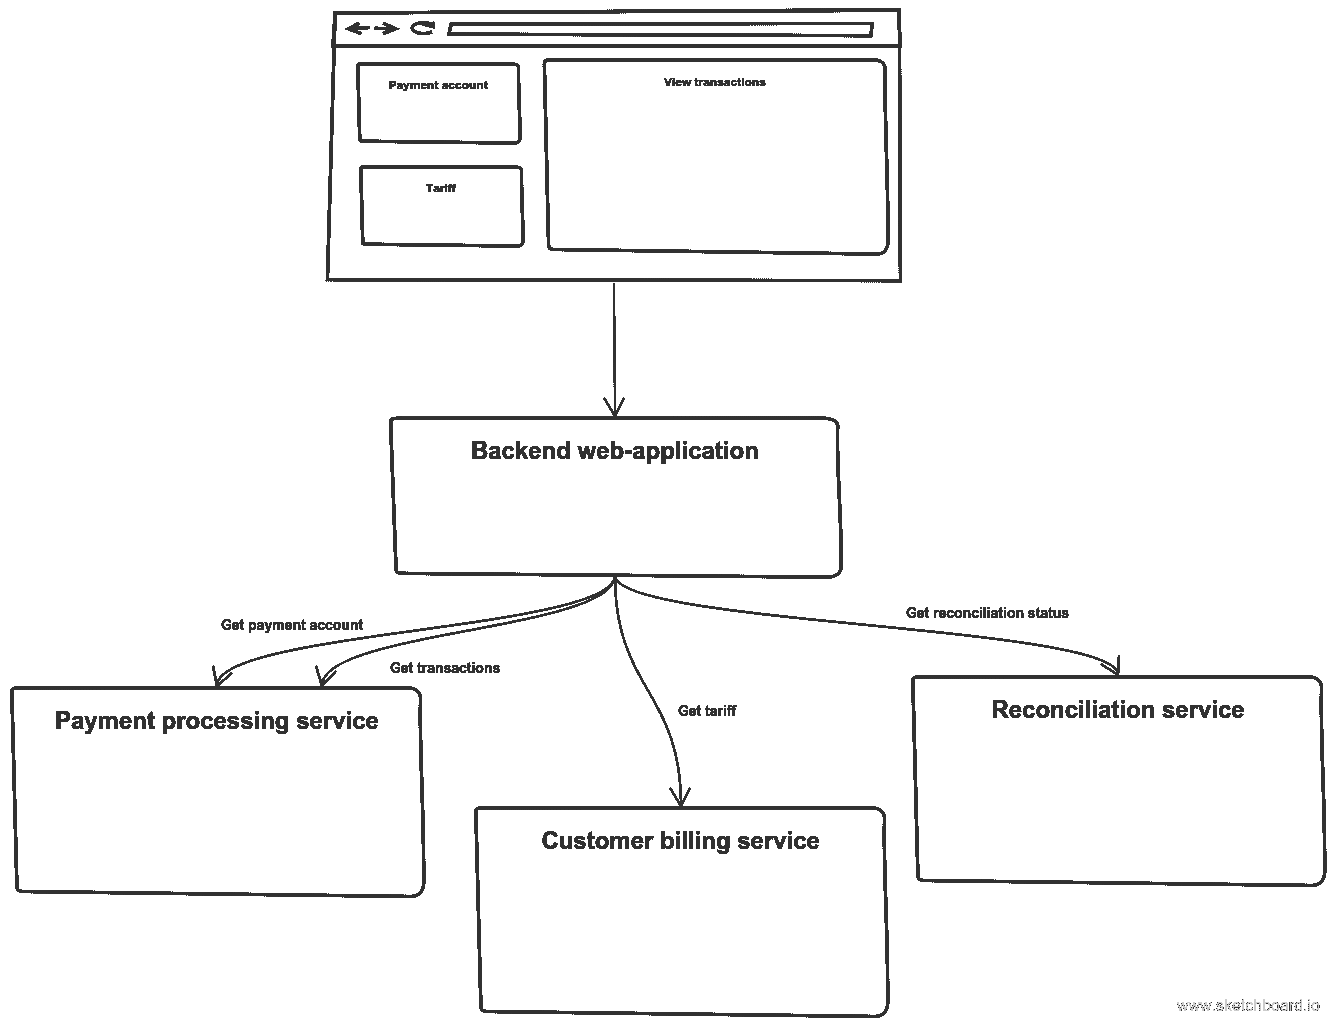 Payment account
View transactions
Tariff
Backend web-application
Get payment account
Get reconciliation status
Get transactions
Payment processing service
Get tariff
Reconciliation service
Customer billing service
www.sketchboard.io